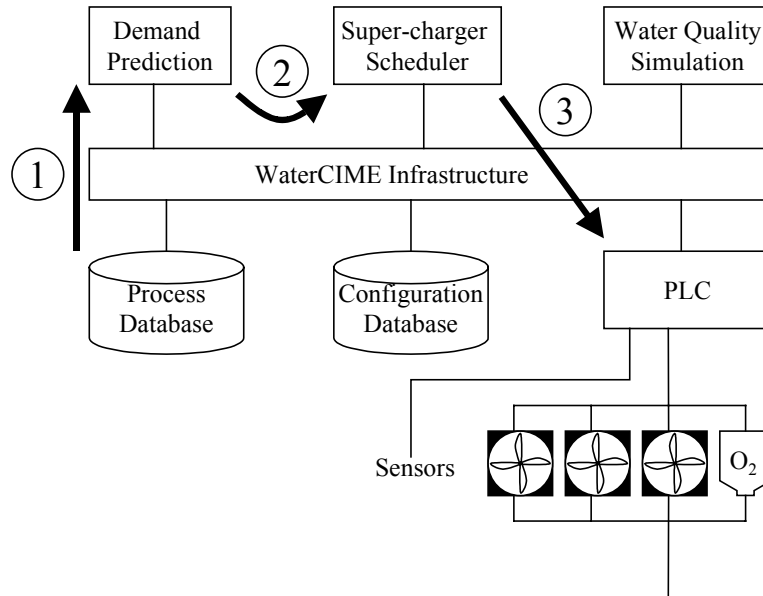 Demand
Prediction
2
Super-charger
Scheduler
Water Quality
Simulation
3
1
WaterCIME Infrastructure
Process
Database
Configuration
Database
PLC
Sensors
O₂